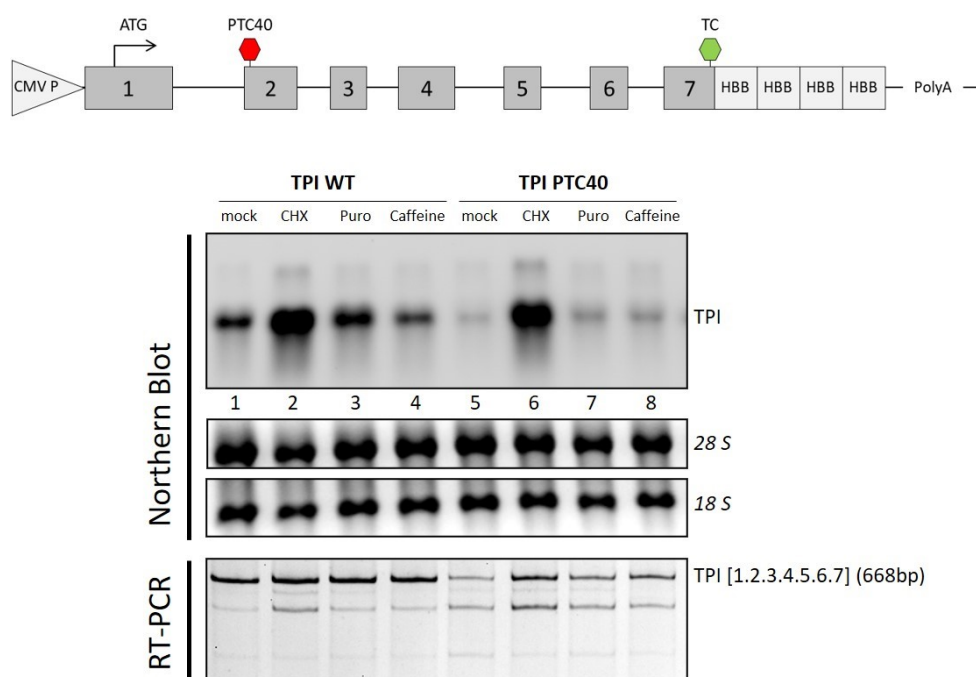 ATG PTC40 TC
CMV P 1 2 3 4 5 6 7 HBB HBB HBB HBB PolyA
TPI WT TPI PTC40
mock CHX Puro Caffeine mock CHX Puro Caffeine
TPI
1 2 3 4 5 6 7 8
28 S
18 S
Northern Blot
TPI [1.2.3.4.5.6.7] (668bp)
RT-PCR